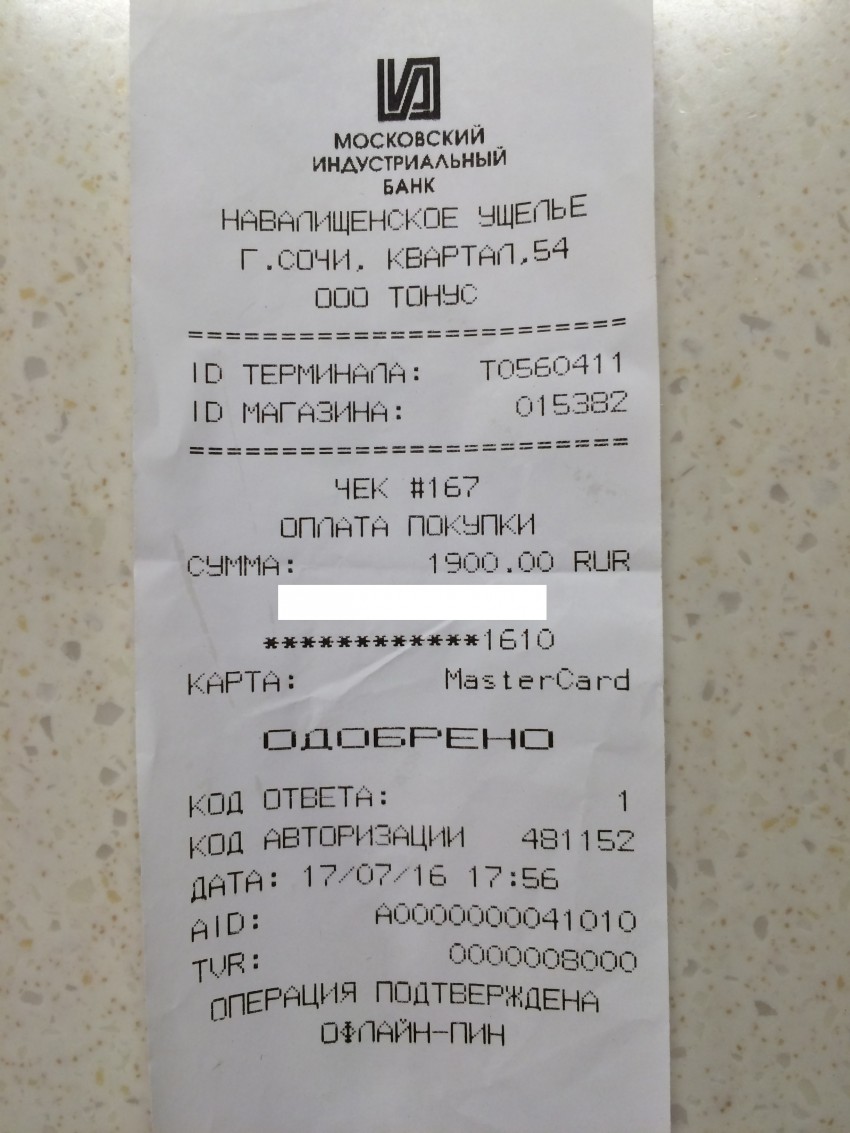 МОСКОВСКИЙ
ИНДУСТРИАЛЬНЫЙ
БАНК
НАВАЛИЩЕНСКОЕ УЩЕЛЬЕ
Г.СОЧИ, КВАРТАЛ,54
ООО ТОНУС
========================
ID ТЕРМИНАЛА: T0560411
ID МАГАЗИНА: 015382
========================
ЧЕК #167
ОПЛАТА ПОКУПКИ
СУММА: 1900.00 RUR
************1610
КАРТА: MasterCard
ОДОБРЕНО
КОД ОТВЕТА: 1
КОД АВТОРИЗАЦИИ 481152
ДАТА: 17/07/16 17:56
AID: A0000000041010
TVR: 0000008000
ОПЕРАЦИЯ ПОДТВЕРЖДЕНА
ОФЛАЙН-ПИН